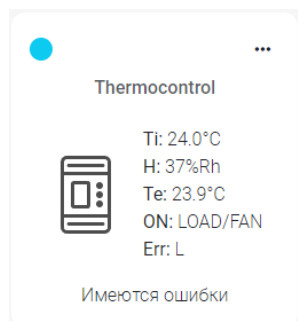 Thermocontrol
Ti: 24.0°C
H: 37%Rh
Te: 23.9°C
ON: LOAD/FAN
Err: L
Имеются ошибки